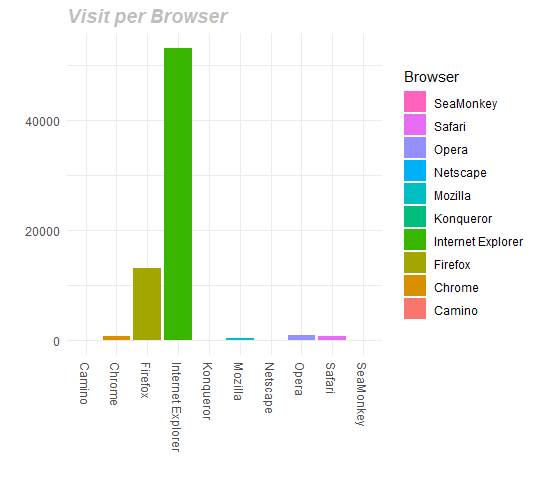 Visit per Browser
40000
20000
0
Camino
Chrome
Firefox
Internet Explorer
Konqueror
Mozilla
Netscape
Opera
Safari
SeaMonkey
Browser
SeaMonkey
Safari
Opera
Netscape
Mozilla
Konqueror
Internet Explorer
Firefox
Chrome
Camino